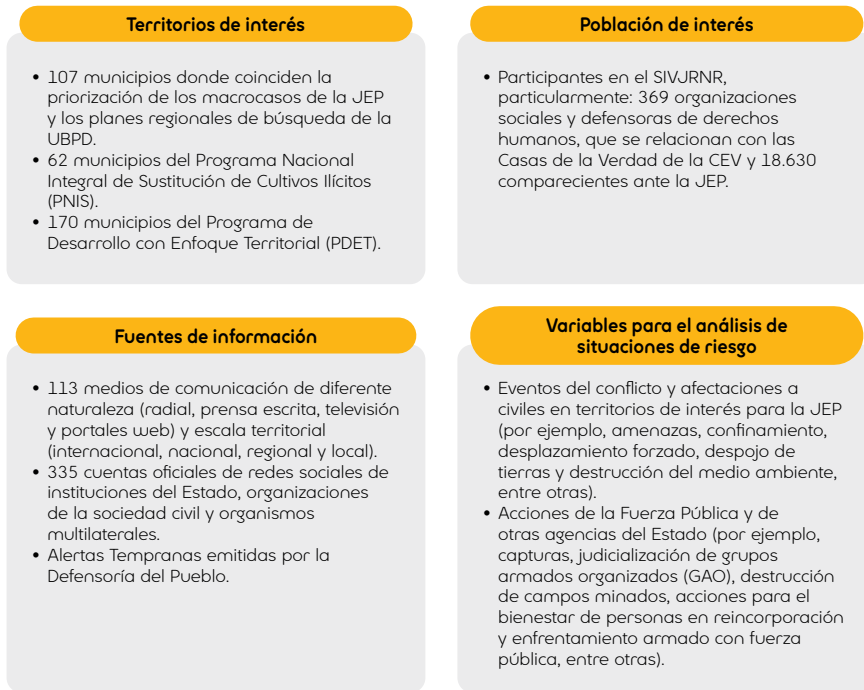 Territorios de interés
• 107 municipios donde coinciden la
priorización de los macrocasos de la JEP
y los planes regionales de búsqueda de la
UBPD.
• 62 municipios del Programa Nacional
Integral de Sustitución de Cultivos Ilícitos
(PNIS).
• 170 municipios del Programa de
Desarrollo con Enfoque Territorial (PDET).
Población de interés
• Participantes en el SIVJRNR,
particularmente: 369 organizaciones
sociales y defensoras de derechos
humanos, que se relacionan con las
Casas de la Verdad de la CEV y 18.630
comparecientes ante la JEP.
Fuentes de información
• 113 medios de comunicación de diferente
naturaleza (radial, prensa escrita, televisión
y portales web) y escala territorial
(internacional, nacional, regional y local).
• 335 cuentas oficiales de redes sociales de
instituciones del Estado, organizaciones
de la sociedad civil y organismos
multilaterales.
• Alertas Tempranas emitidas por la
Defensoría del Pueblo.
Variables para el análisis de
situaciones de riesgo
• Eventos del conflicto y afectaciones a
civiles en territorios de interés para la JEP
(por ejemplo, amenazas, confinamiento,
desplazamiento forzado, despojo de
tierras y destrucción del medio ambiente,
entre otras).
• Acciones de la Fuerza Pública y de
otras agencias del Estado (por ejemplo,
capturas, judicialización de grupos
armados organizados (GAO), destrucción
de campos minados, acciones para el
bienestar de personas en reincorporación
y enfrentamiento armado con fuerza
pública, entre otras).